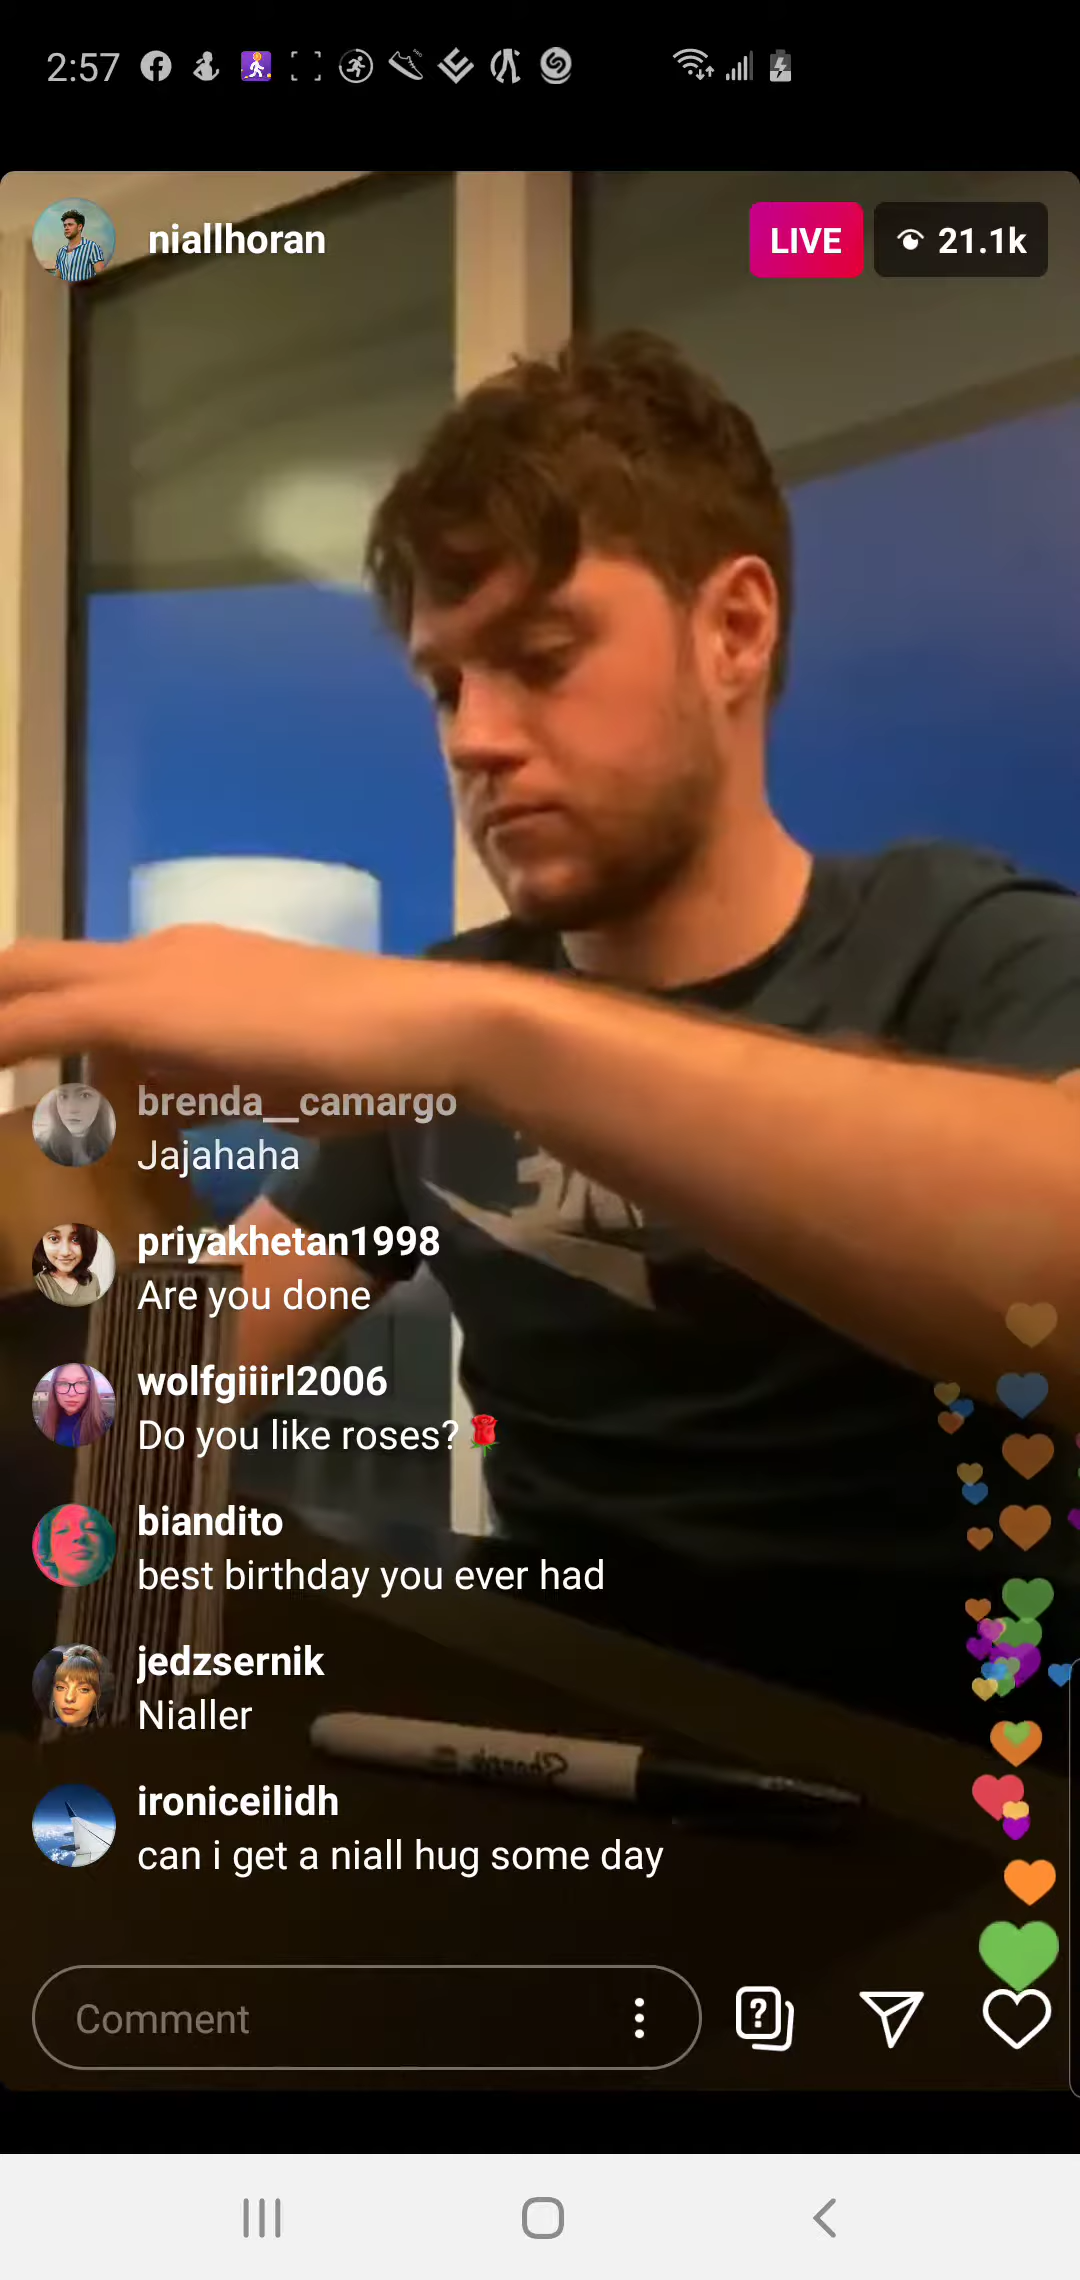 2:57
niallhoran
LIVE
21.1k
brenda__camargo
Jajahaha
priyakhetan1998
Are you done
wolfgiiirl2006
Do you like roses?🌹
biandito
best birthday you ever had
jedzsernik
Nialler
ironiceilidh
can i get a niall hug some day
Comment